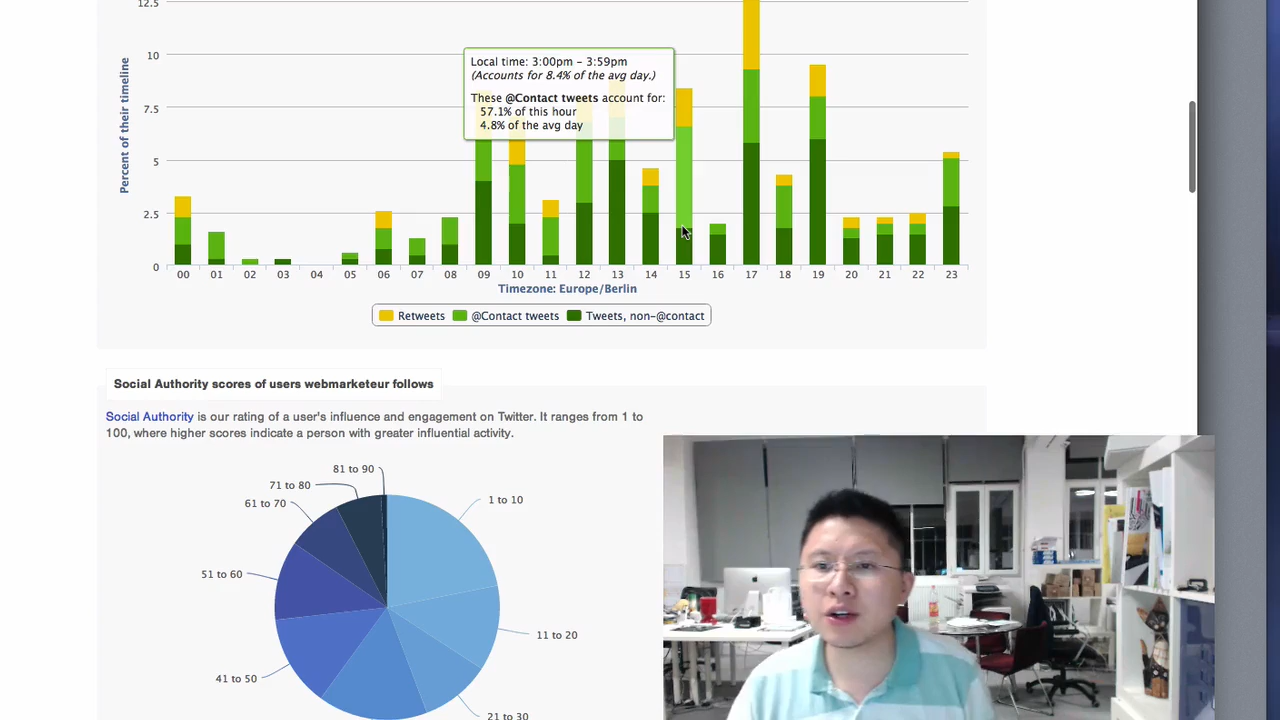 12.5
10
7.5
5
2.5
0
Percent of their timeline
Local time: 3:00pm - 3:59pm
(Accounts for 8.4% of the avg day.)
These @Contact tweets account for:
57.1% of this hour
4.8% of the avg day
00 01 02 03 04 05 06 07 08 09 10 11 12 13 14 15 16 17 18 19 20 21 22 23
Timezone: Europe/Berlin
Retweets @Contact tweets Tweets, non-@contact
Social Authority scores of users webmarketeur follows
Social Authority is our rating of a user's influence and engagement on Twitter. It ranges from 1 to
100, where higher scores indicate a person with greater influential activity.
81 to 90
71 to 80
61 to 70
1 to 10
51 to 60
11 to 20
41 to 50
21 to 30